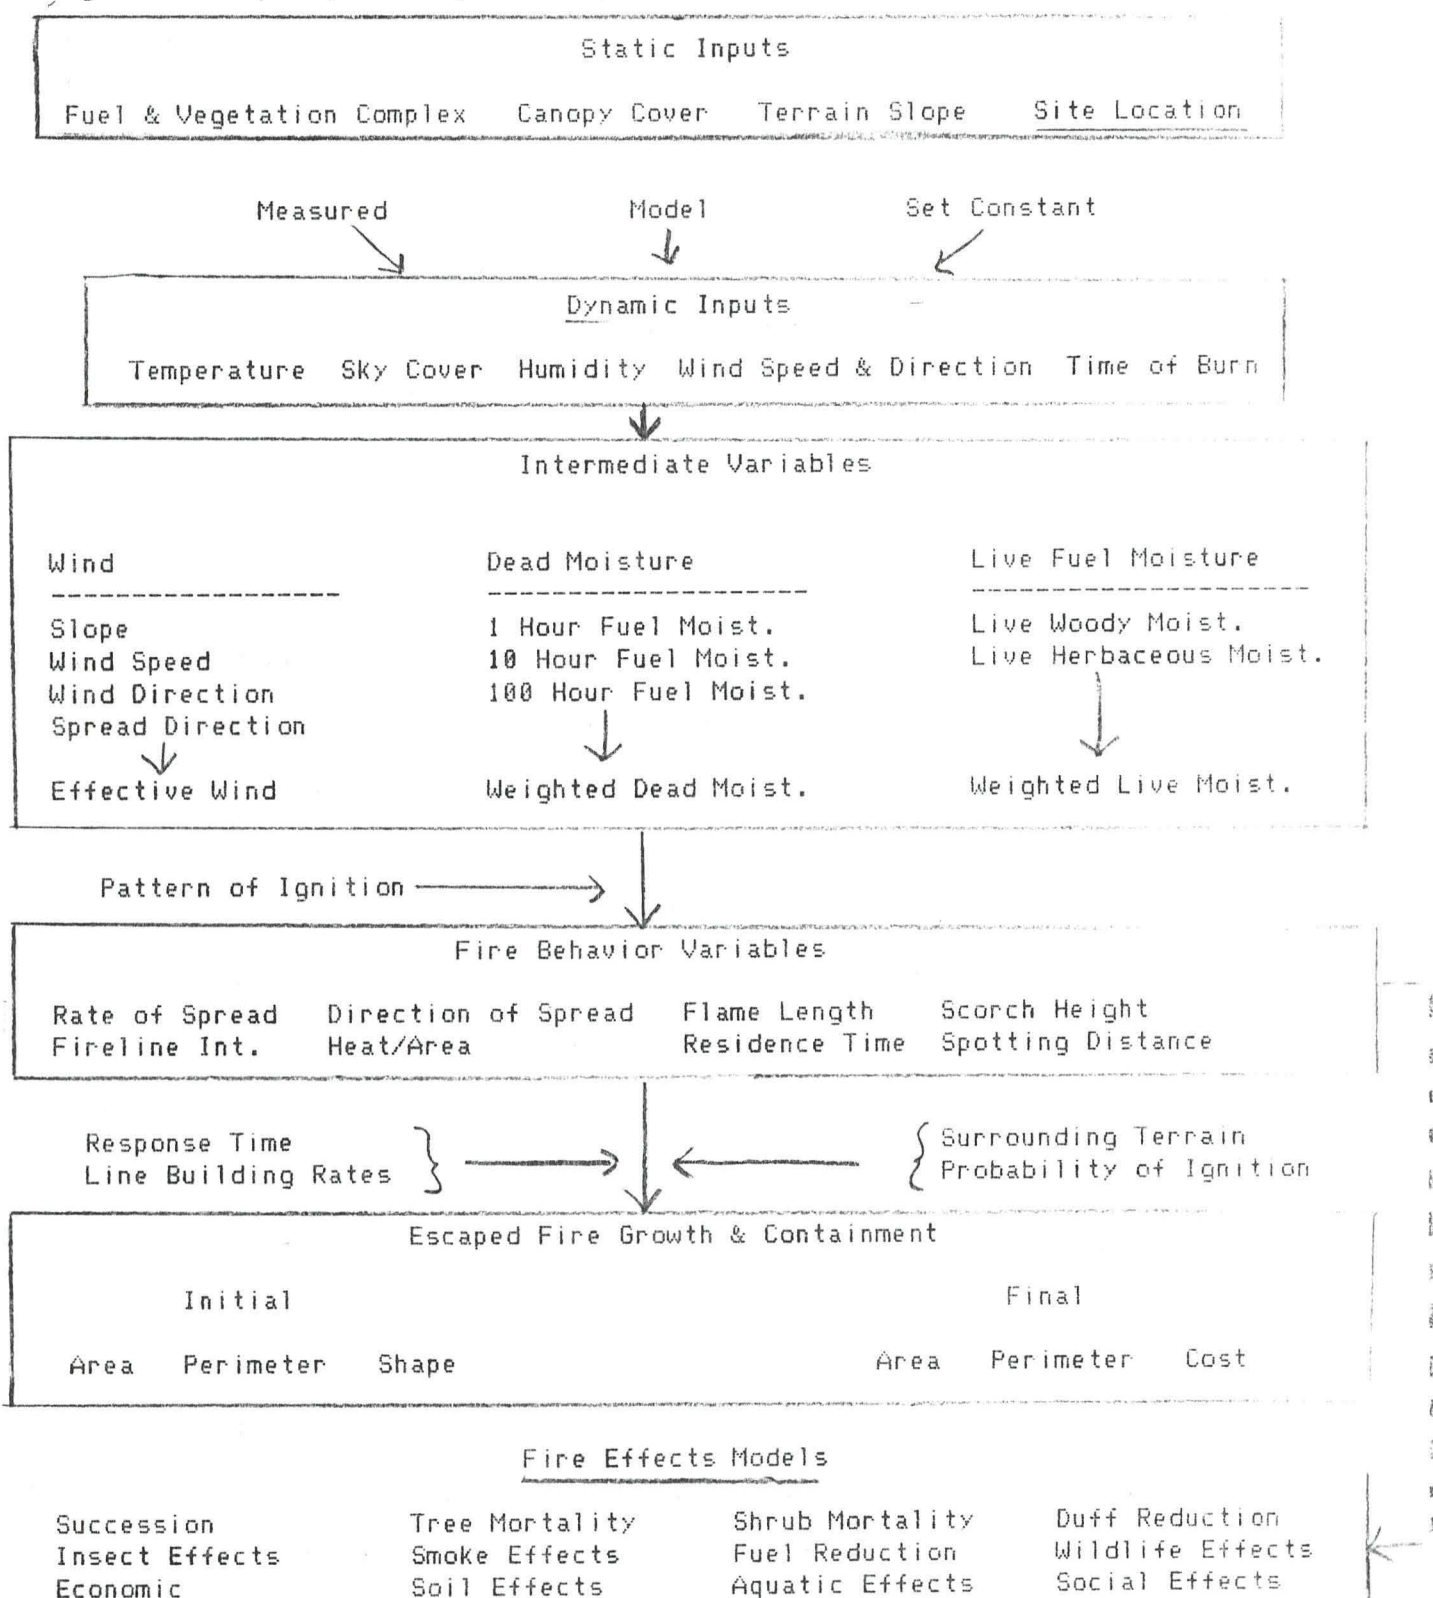 Static Inputs
Fuel & Vegetation Complex Canopy Cover Terrain Slope Site Location
Measured Model Set Constant
Dynamic Inputs
Temperature Sky Cover Humidity Wind Speed & Direction Time of Burn
Intermediate Variables
Wind Dead Moisture Live Fuel Moisture
------------------- --------------------- ----------------------
Slope 1 Hour Fuel Moist. Live Woody Moist.
Wind Speed 10 Hour Fuel Moist. Live Herbaceous Moist.
Wind Direction 100 Hour Fuel Moist.
Spread Direction
Effective Wind Weighted Dead Moist. Weighted Live Moist.
Pattern of Ignition
Fire Behavior Variables
Rate of Spread Direction of Spread Flame Length Scorch Height
Fireline Int. Heat/Area Residence Time Spotting Distance
Response Time Surrounding Terrain
Line Building Rates Probability of Ignition
Escaped Fire Growth & Containment
Initial Final
Area Perimeter Shape Area Perimeter Cost
Fire Effects Models
Succession Tree Mortality Shrub Mortality Duff Reduction
Insect Effects Smoke Effects Fuel Reduction Wildlife Effects
Economic Soil Effects Aquatic Effects Social Effects